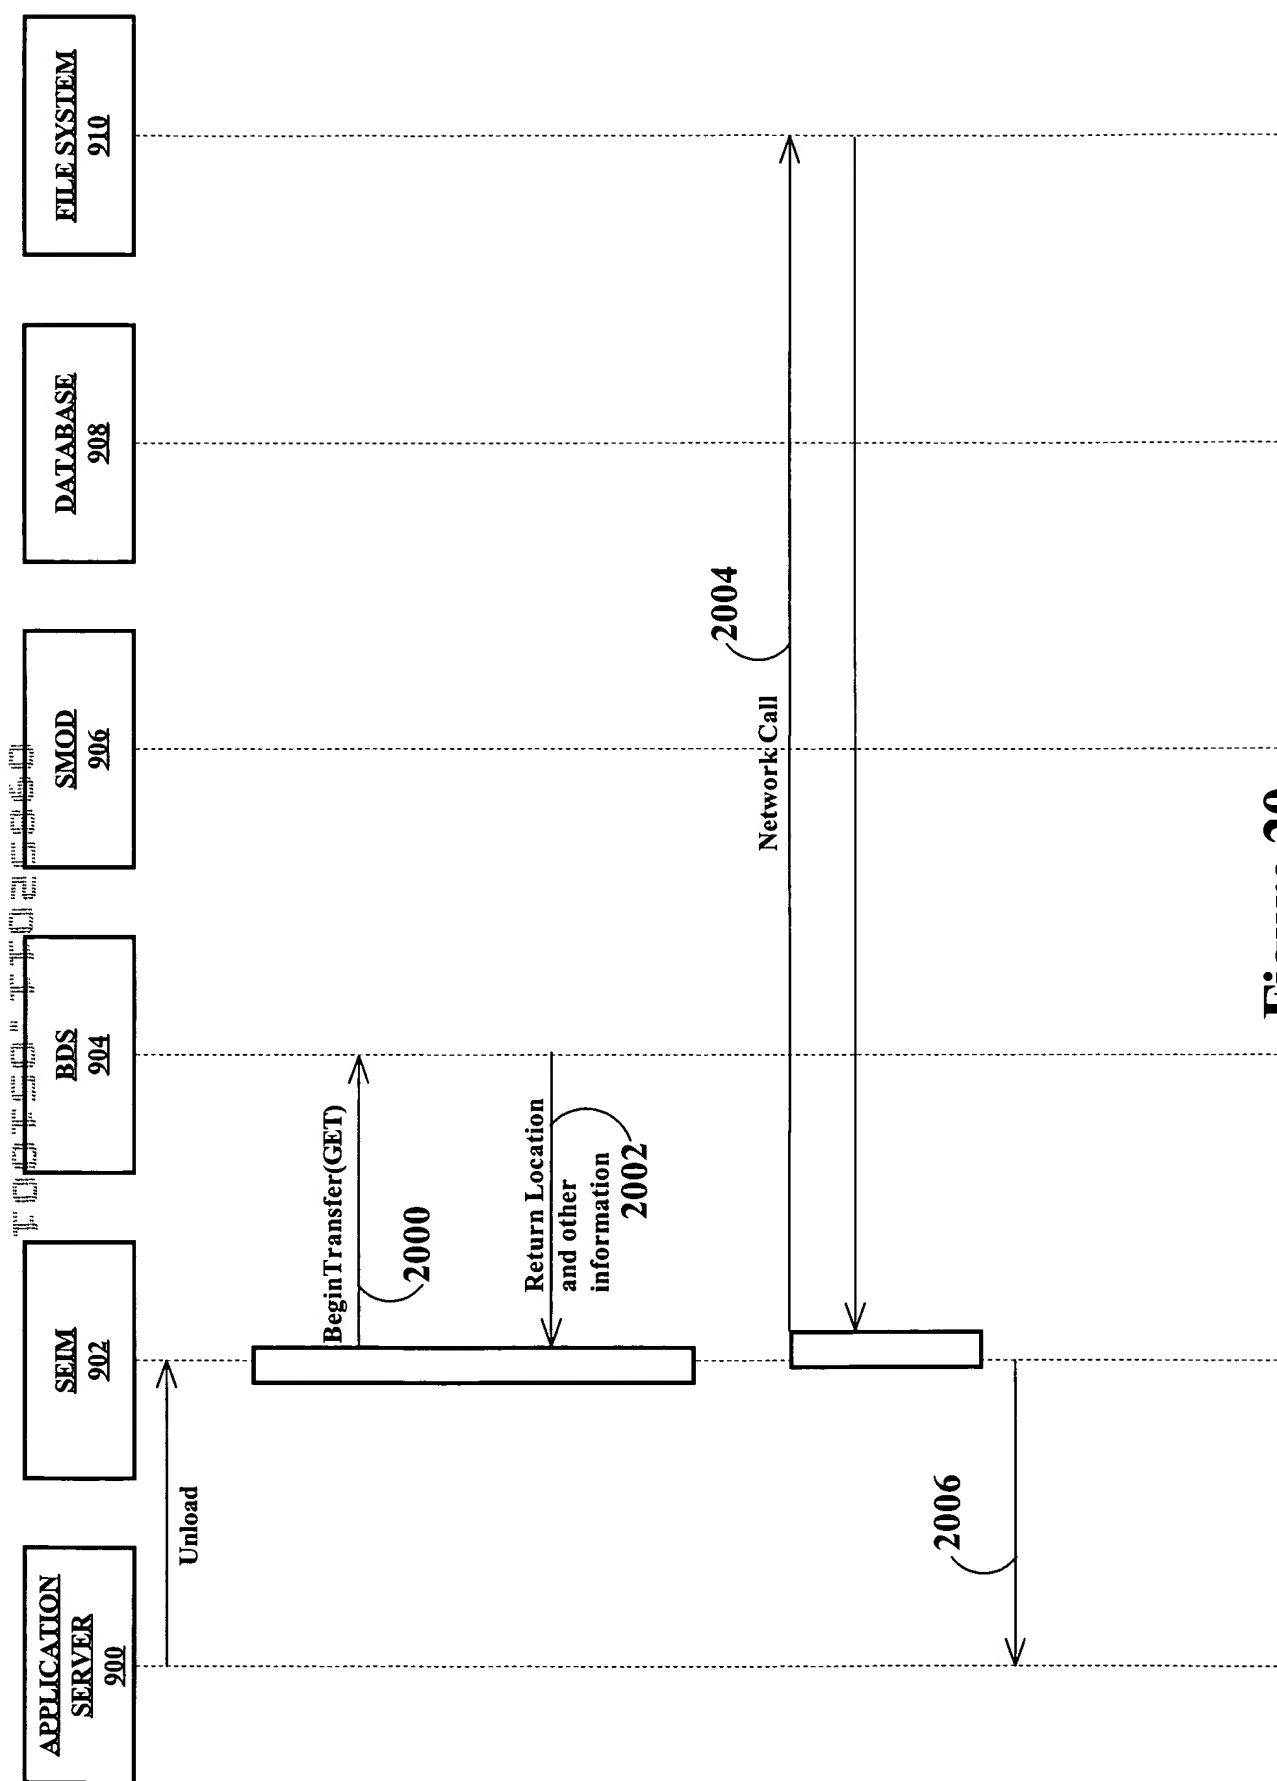 APPLICATION
SERVER
900
SEIM
902
BDS
904
SMOD
906
DATABASE
908
FILE SYSTEM
910
Unload
BeginTransfer(GET)
2000
Return Location
and other
information
2002
Network Call
2004
2006